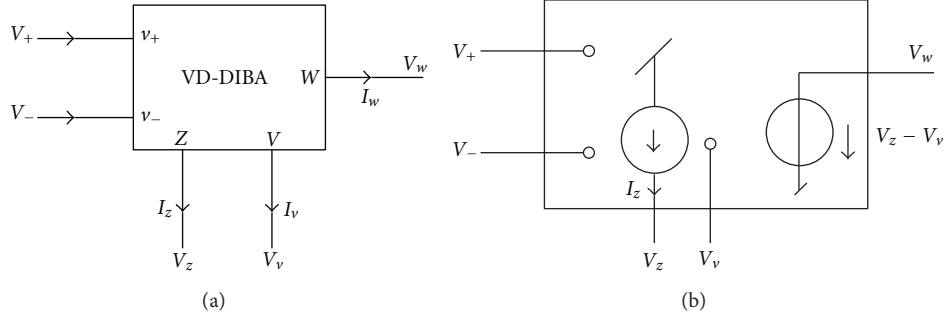 V+
v+
VD-DIBA
W
Vw
Iw
V−
v−
Z
V
Iz
Iv
Vz
Vv
(a)
V+
V−
Iz
Vz
Vv
Vw
Vz − Vv
(b)